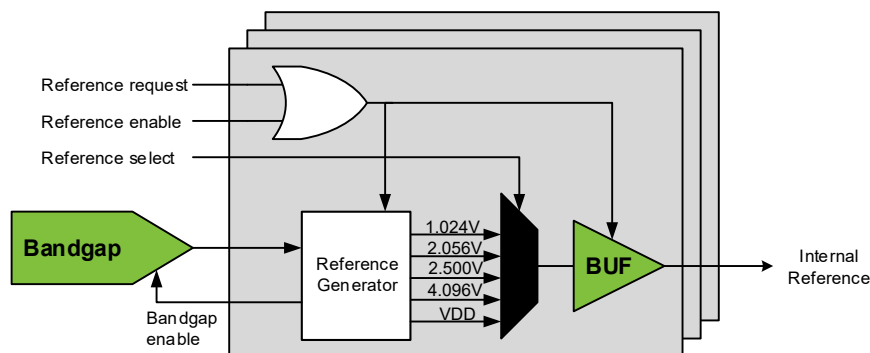 Reference request
Reference enable
Reference select
Bandgap
Bandgap
enable
Reference
Generator
1.024V
2.056V
2.500V
4.096V
VDD
BUF
Internal
Reference